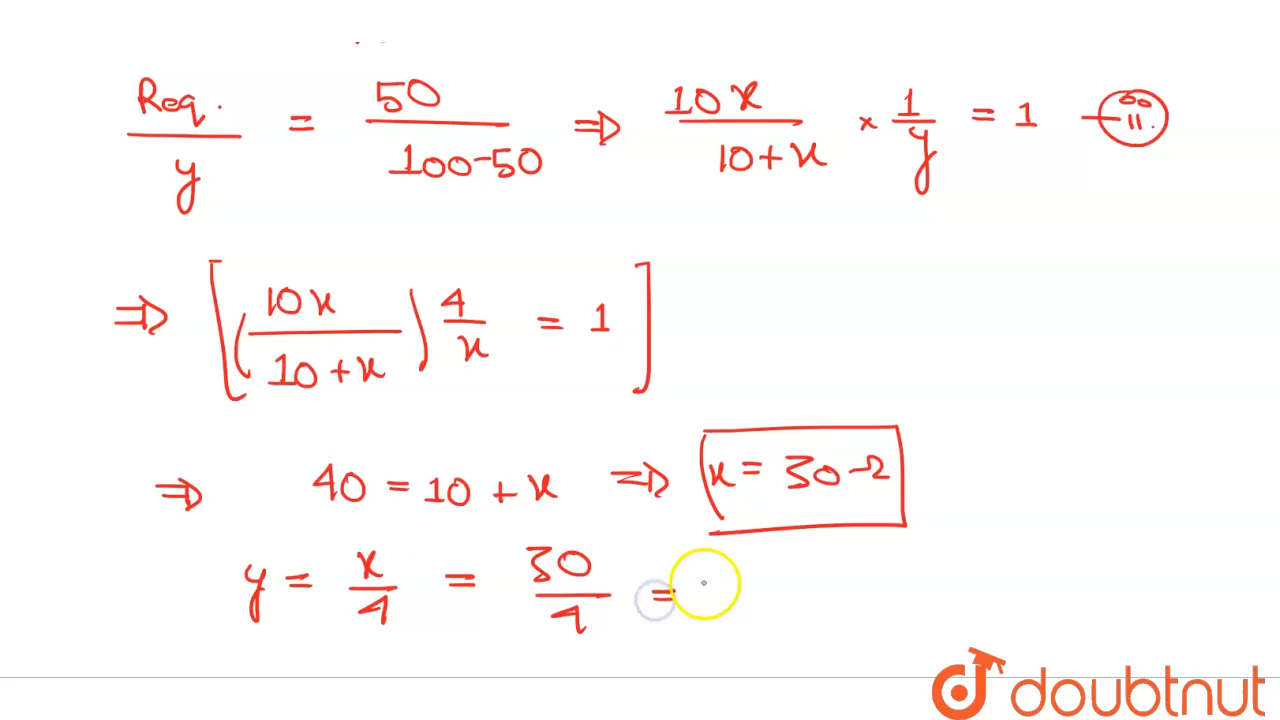 Req. / y = 50 / 100-50 ⇒ 10x / 10+x × 1/y = 1 — (ii)
⇒ [(10x / 10+x) 4/x = 1]
⇒ 40 = 10 + x ⇒ x = 30 Ω
y = x/4 = 30/4 =
doubtnut